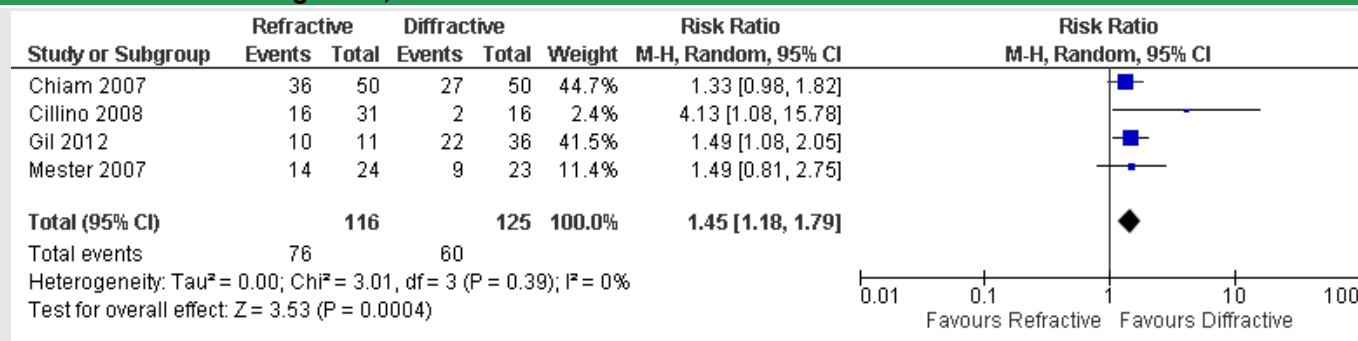 Refractive Diffractive Risk Ratio Risk Ratio
Study or Subgroup Events Total Events Total Weight M-H, Random, 95% CI M-H, Random, 95% CI
Chiam 2007 36 50 27 50 44.7% 1.33 [0.98, 1.82]
Cillino 2008 16 31 2 16 2.4% 4.13 [1.08, 15.78]
Gil 2012 10 11 22 36 41.5% 1.49 [1.08, 2.05]
Mester 2007 14 24 9 23 11.4% 1.49 [0.81, 2.75]
Total (95% CI) 116 125 100.0% 1.45 [1.18, 1.79]
Total events 76 60
Heterogeneity: Tau² = 0.00; Chi² = 3.01, df = 3 (P = 0.39); I² = 0%
Test for overall effect: Z = 3.53 (P = 0.0004)
0.01 0.1 1 10 100
Favours Refractive Favours Diffractive